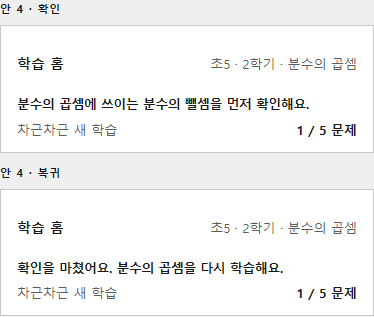 안 4 · 확인
학습 홈 초5 · 2학기 · 분수의 곱셈
분수의 곱셈에 쓰이는 분수의 뺄셈을 먼저 확인해요.
차근차근 새 학습 1 / 5 문제
안 4 · 복귀
학습 홈 초5 · 2학기 · 분수의 곱셈
확인을 마쳤어요. 분수의 곱셈을 다시 학습해요.
차근차근 새 학습 1 / 5 문제